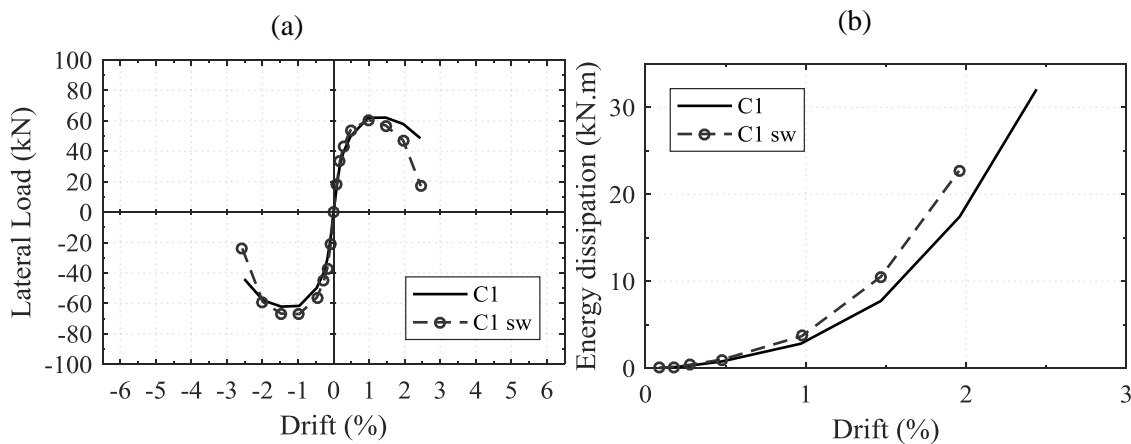 (a)
Lateral Load (kN)
100
80
60
40
20
0
-20
-40
-60
-80
-100
-6 -5 -4 -3 -2 -1 0 1 2 3 4 5 6
Drift (%)
C1
C1 sw
(b)
Energy dissipation (kN.m)
30
20
10
0
0 1 2 3
Drift (%)
C1
C1 sw